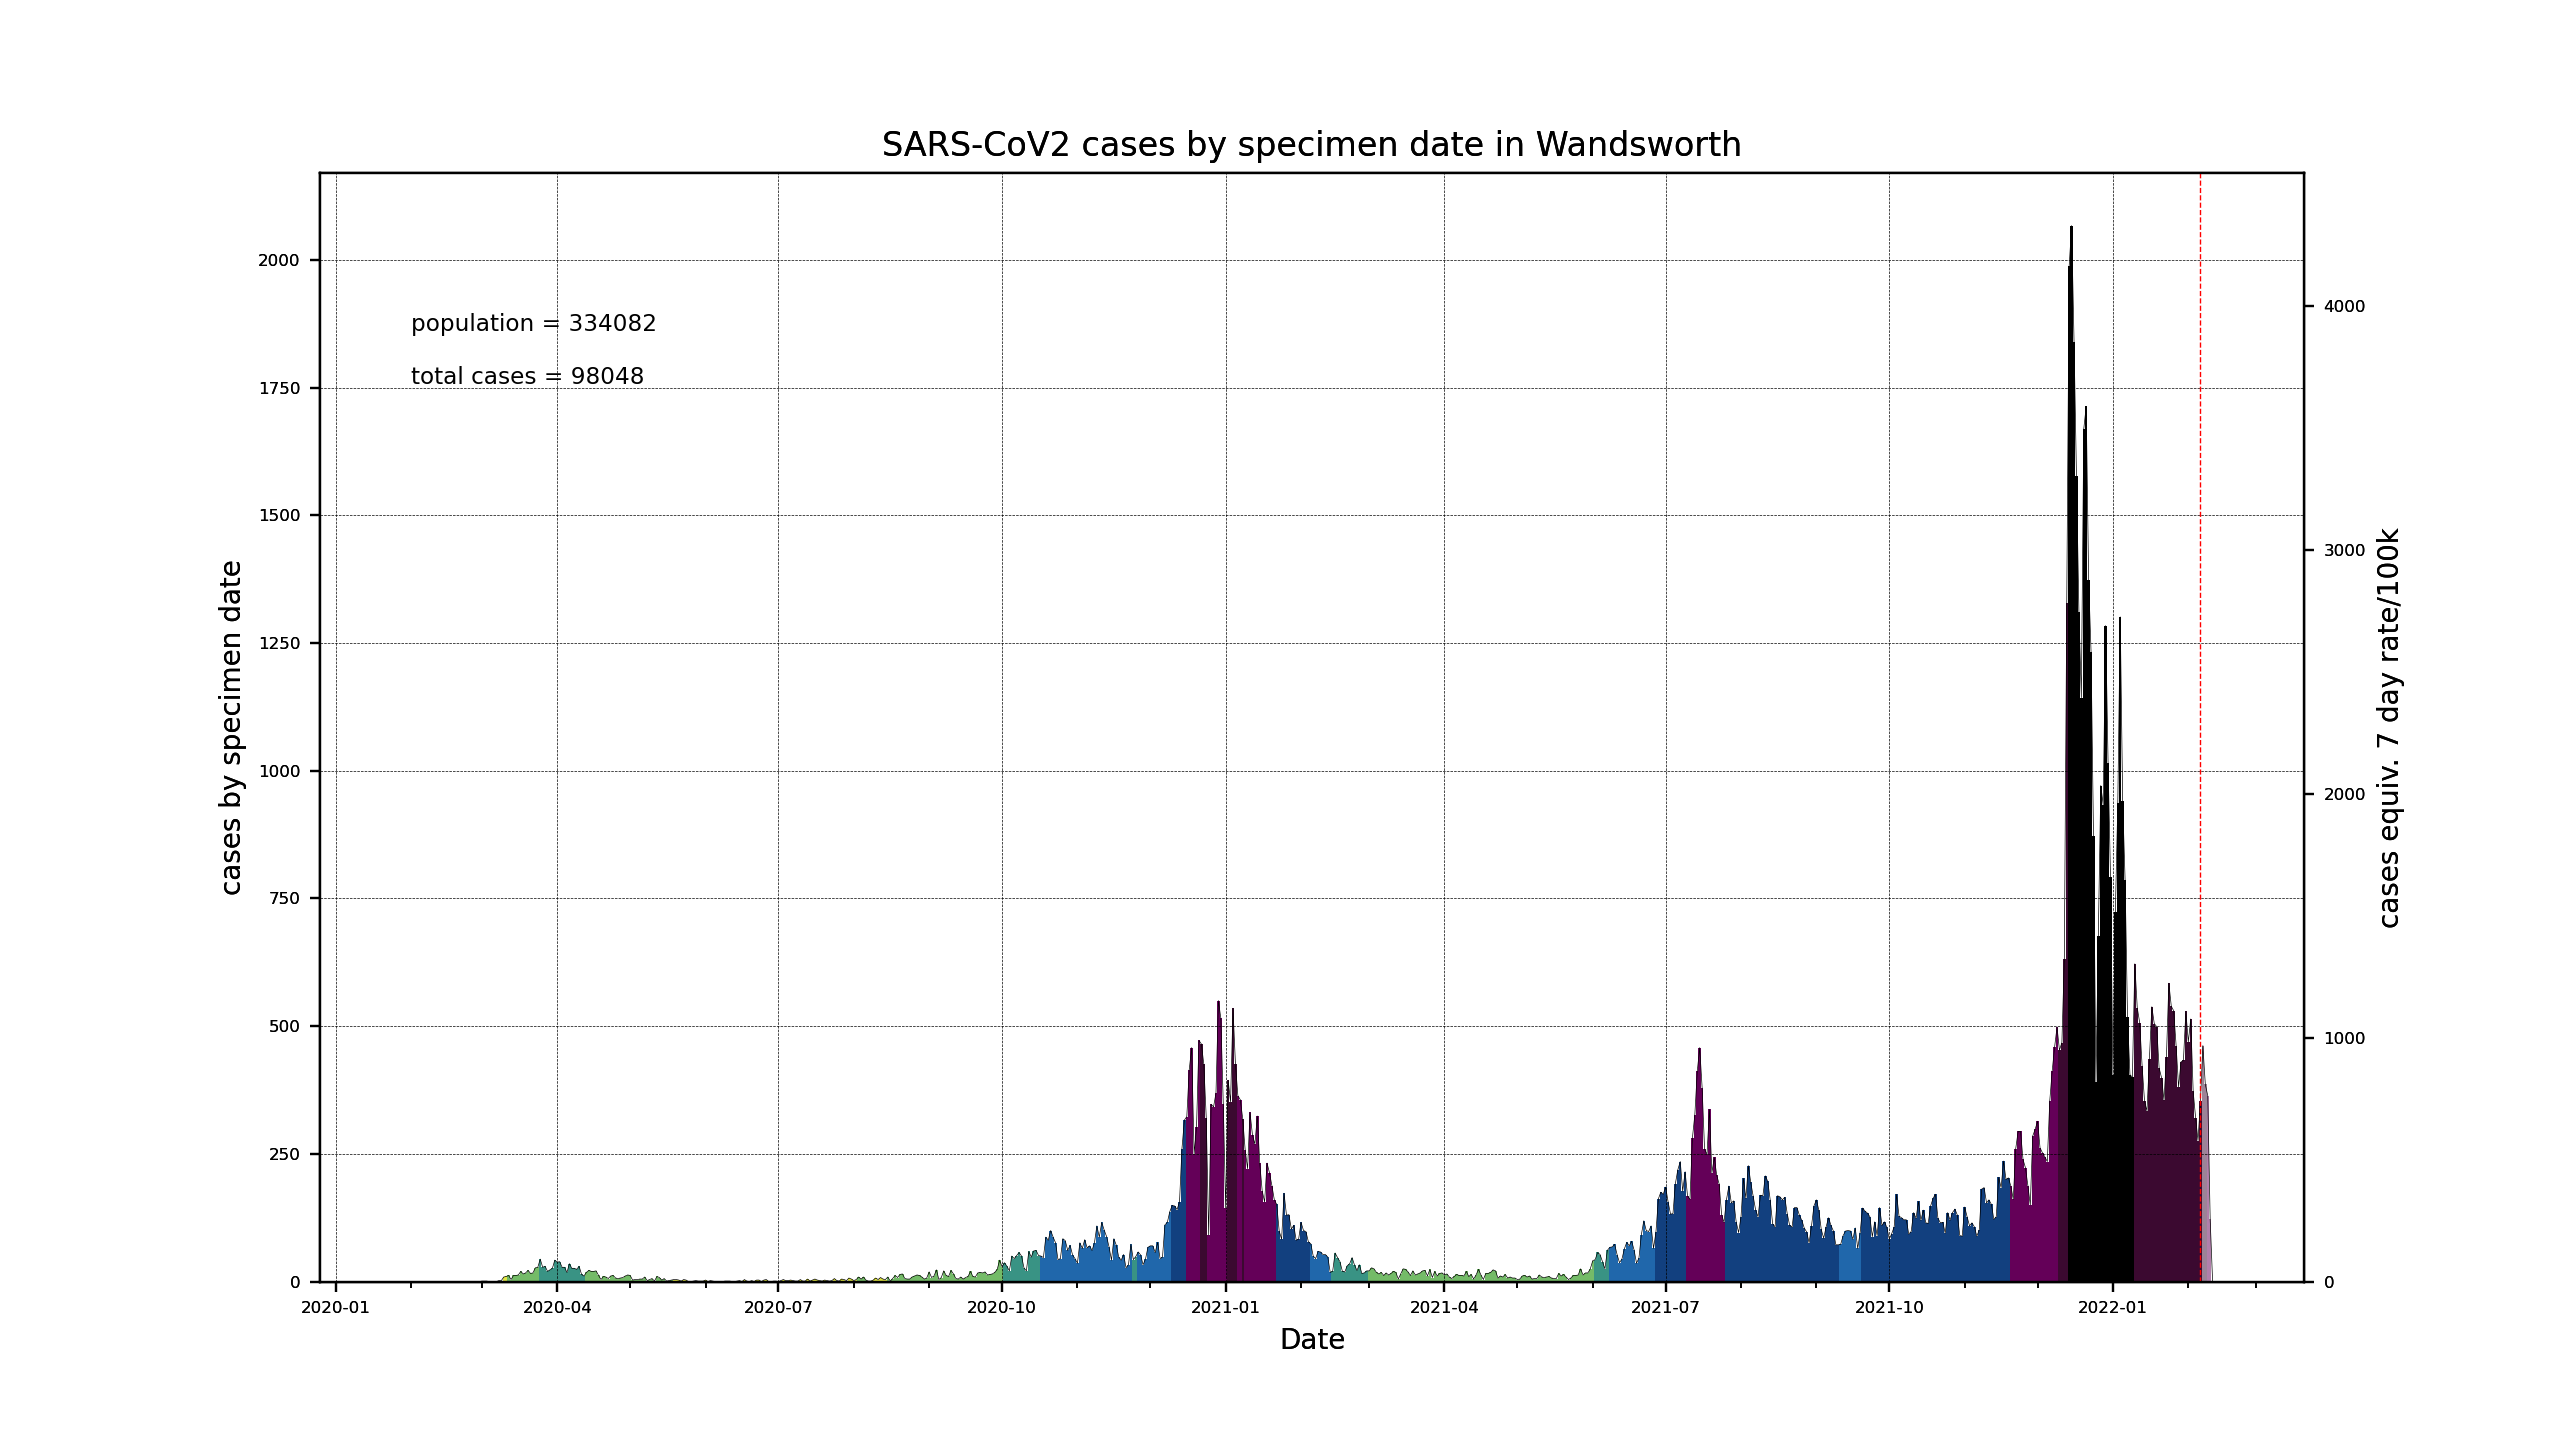 SARS-CoV2 cases by specimen date in Wandsworth
population = 334082
total cases = 98048
cases by specimen date
2000
1750
1500
1250
1000
750
500
250
0
4000
3000
2000
1000
0
cases equiv. 7 day rate/100k
2020-01 2020-04 2020-07 2020-10 2021-01 2021-04 2021-07 2021-10 2022-01
Date